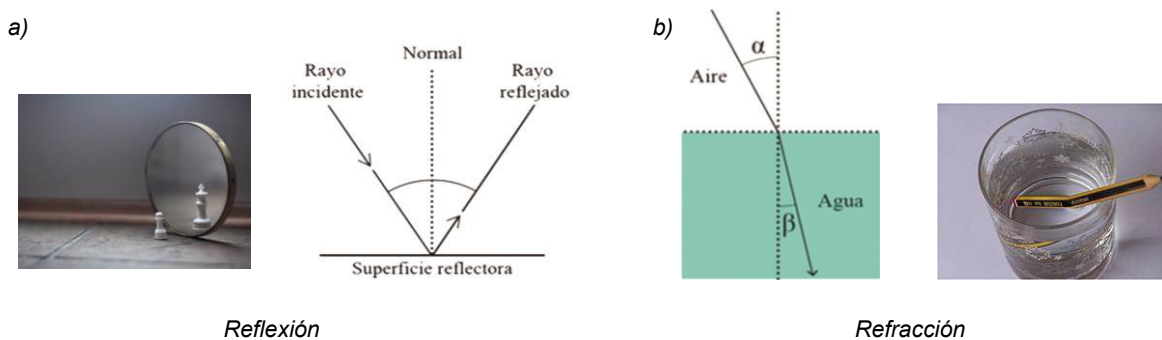 a)
Normal
Rayo
incidente
Rayo
reflejado
Superficie reflectora
Reflexión
b)
α
Aire
Agua
β
Refracción